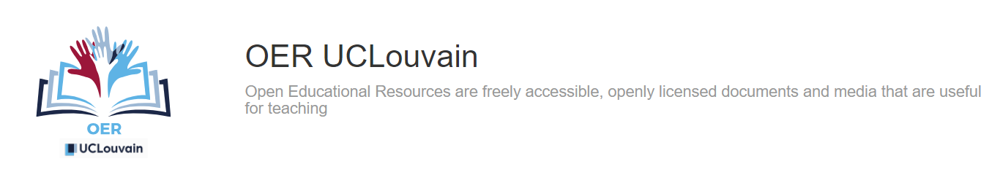 OER UCLouvain
Open Educational Resources are freely accessible, openly licensed documents and media that are useful
for teaching
OER
UCLouvain